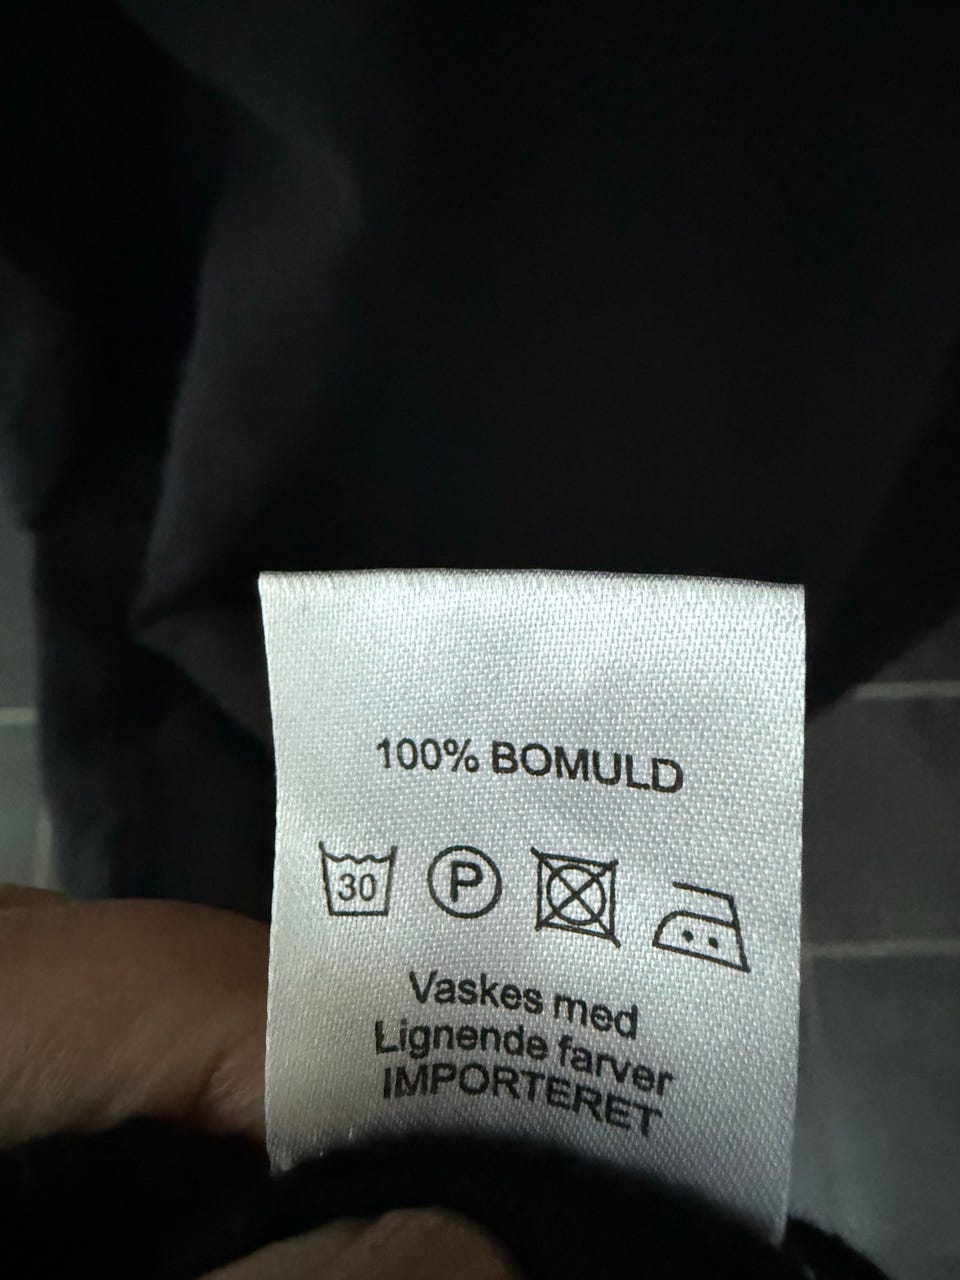 100% BOMULD
30 P
Vaskes med
Lignende farver
IMPORTERET